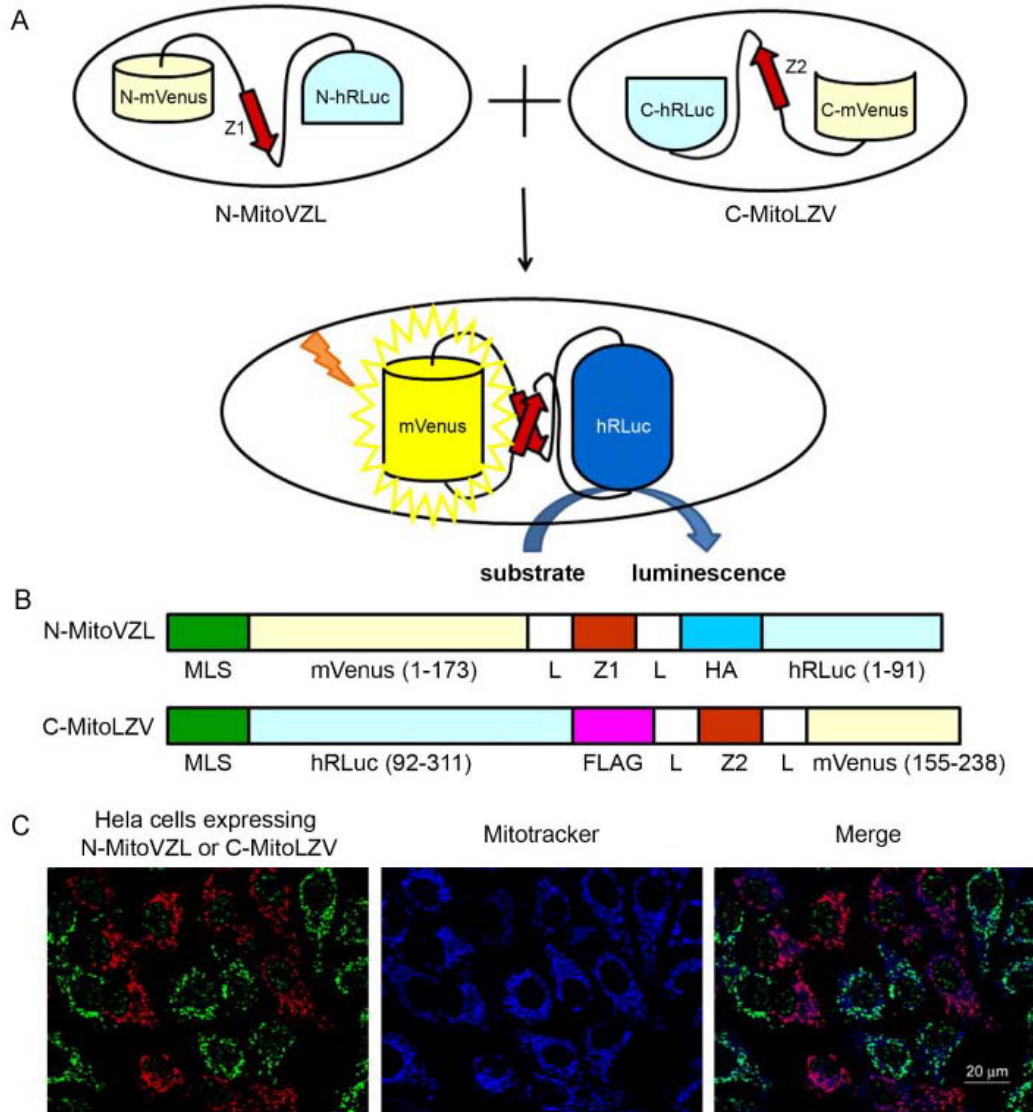 A
N-mVenus
Z1
N-hRLuc
C-hRLuc
Z2
C-mVenus
N-MitoVZL
C-MitoLZV
mVenus
hRLuc
substrate
luminescence
B
N-MitoVZL
MLS
mVenus (1-173)
L
Z1
L
HA
hRLuc (1-91)
C-MitoLZV
MLS
hRLuc (92-311)
FLAG
L
Z2
L
mVenus (155-238)
C
Hela cells expressing
N-MitoVZL or C-MitoLZV
Mitotracker
Merge
20 μm